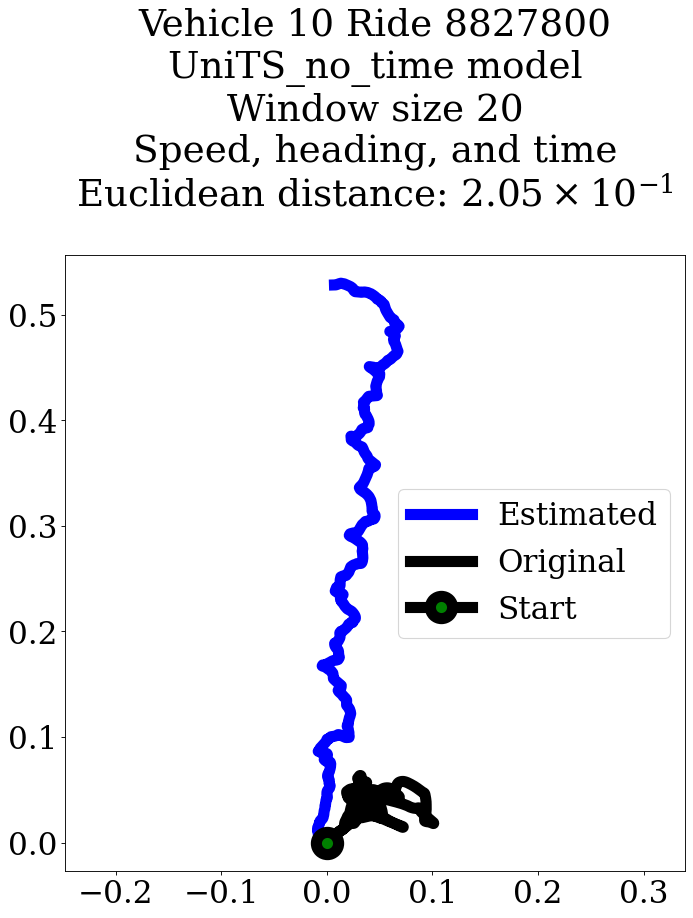 Vehicle 10 Ride 8827800
UniTS_no_time model
Window size 20
Speed, heading, and time
Euclidean distance: 2.05 × 10⁻¹
0.5
0.4
0.3
0.2
0.1
0.0
Estimated
Original
Start
−0.2 −0.1 0.0 0.1 0.2 0.3